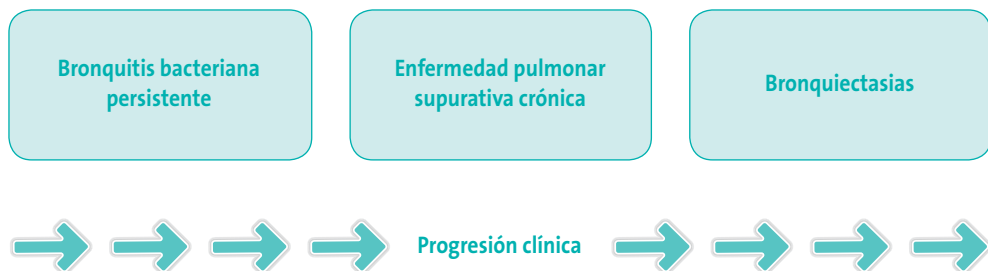 Bronquitis bacteriana
persistente
Enfermedad pulmonar
supurativa crónica
Bronquiectasias
Progresión clínica